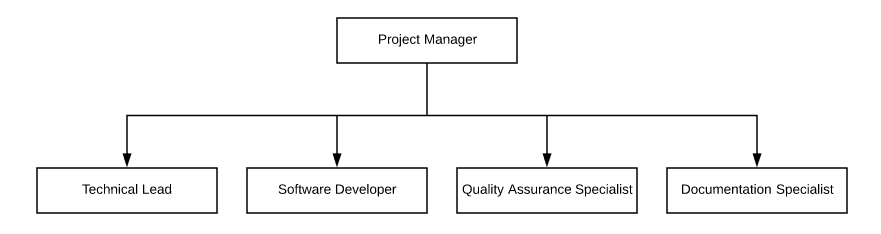 Project Manager
Technical Lead
Software Developer
Quality Assurance Specialist
Documentation Specialist